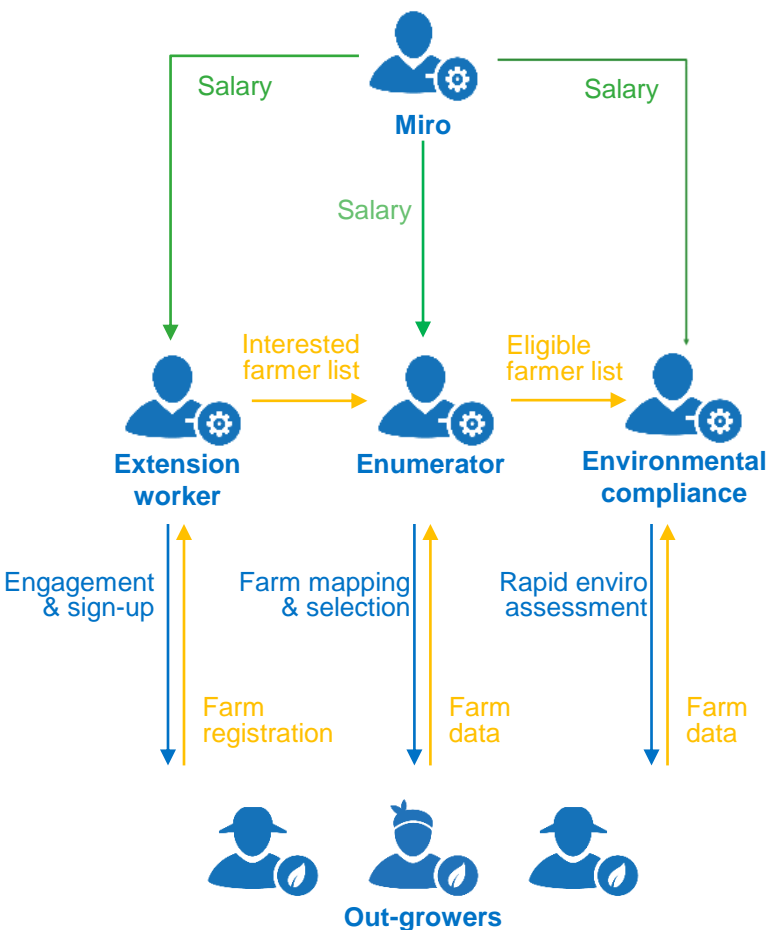 Salary
Salary
Miro
Salary
Interested
farmer list
Eligible
farmer list
Extension
worker
Enumerator
Environmental
compliance
Engagement
& sign-up
Farm mapping
& selection
Rapid enviro
assessment
Farm
registration
Farm
data
Farm
data
Out-growers